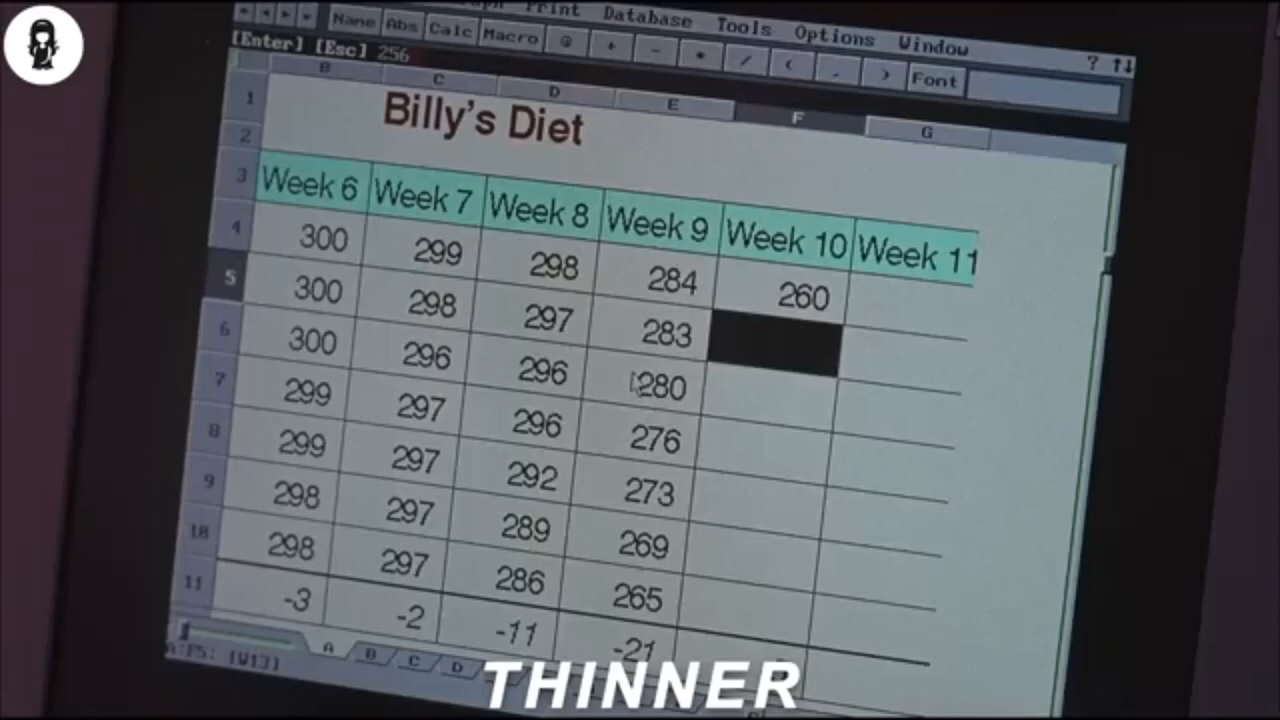 Print Database Tools Options Window
? ↑↓
Name Abs Calc Macro @ + - * / ( , ) Font
[Enter] [Esc] 256
B C D E F G
1 Billy's Diet
2
3 Week 6 Week 7 Week 8 Week 9 Week 10 Week 11
4 300 299 298 284 260
5 300 298 297 283
6 300 296 296 280
7 299 297 296 276
8 299 297 292 273
9 298 297 289 269
10 298 297 286 265
11 -3 -2 -11 -21
A B C D
A:F5: [W13]
THINNER